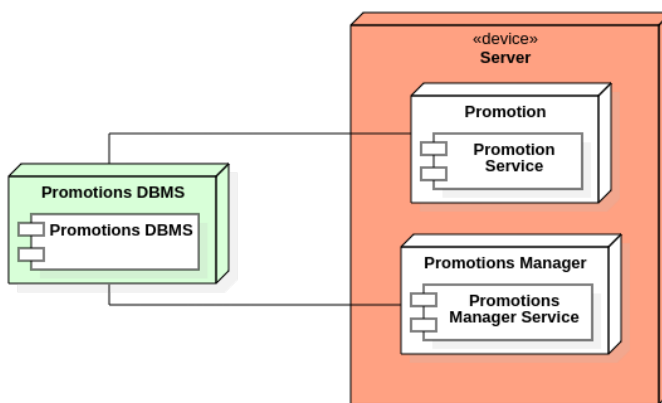 «device»
Server
Promotion
Promotion
Service
Promotions DBMS
Promotions DBMS
Promotions Manager
Promotions
Manager Service